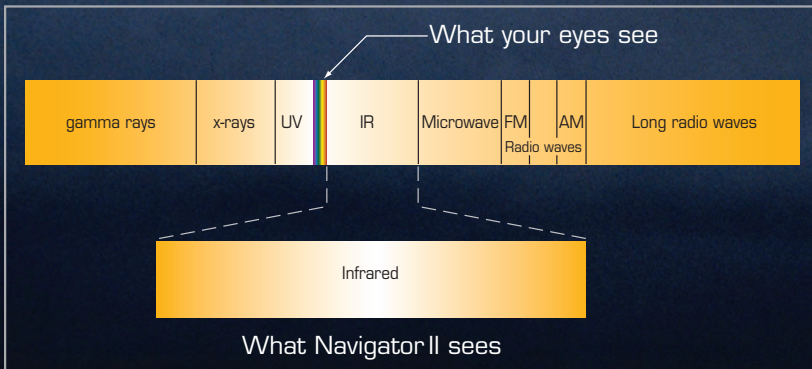 What your eyes see
gamma rays
x-rays
UV
IR
Microwave
FM
AM
Radio waves
Long radio waves
Infrared
What Navigator II sees